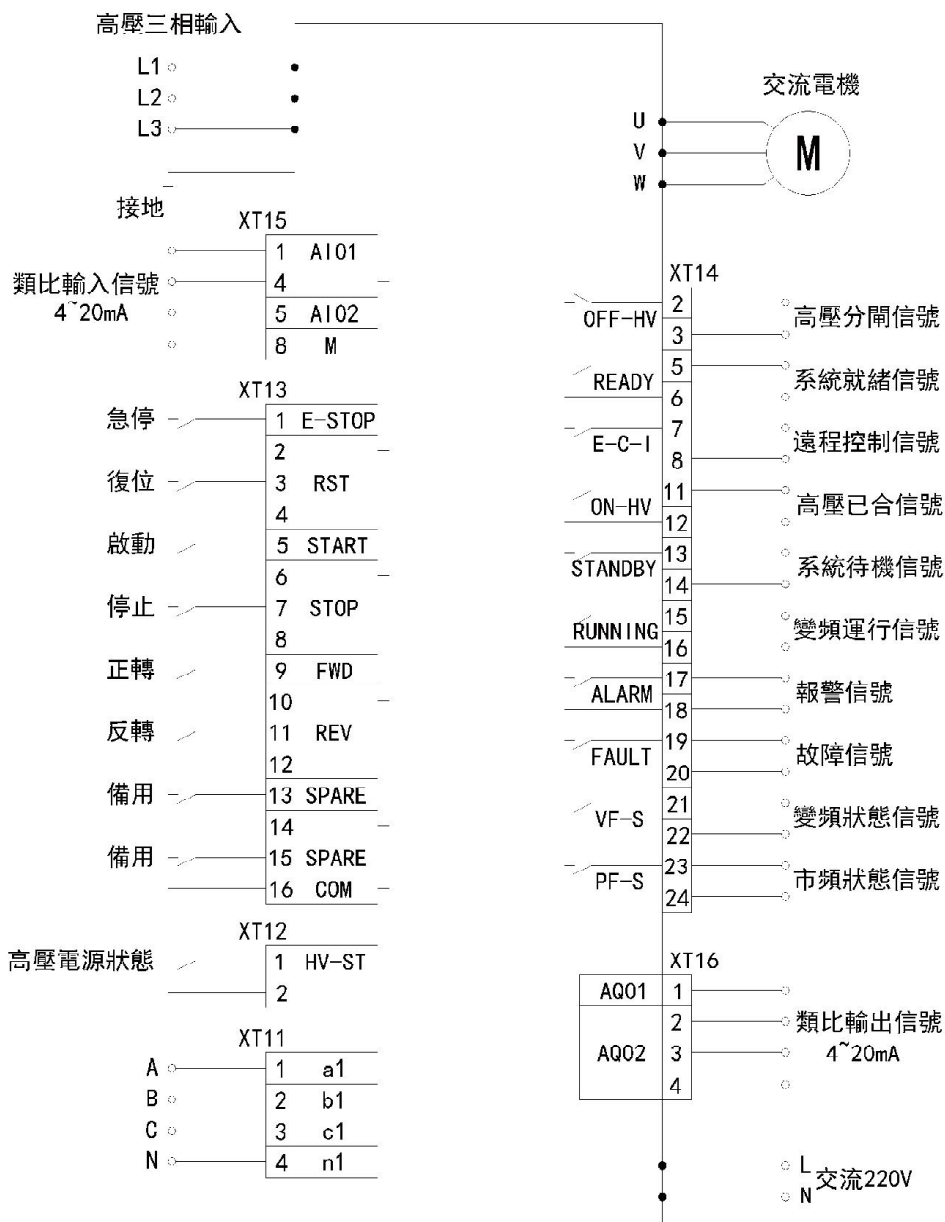 高壓三相輸入
L1
L2
L3
接地
XT15
1 AI01
4
類比輸入信號
4~20mA
5 AI02
8 M
XT13
急停 1 E-STOP
2
復位 3 RST
4
啟動 5 START
6
停止 7 STOP
8
正轉 9 FWD
10
反轉 11 REV
12
備用 13 SPARE
14
備用 15 SPARE
16 COM
XT12
高壓電源狀態 1 HV-ST
2
XT11
A 1 a1
B 2 b1
C 3 c1
N 4 n1
交流電機
U
V
W
M
XT14
OFF-HV 2 高壓分閘信號
3
READY 5 系統就緒信號
6
E-C-I 7 遠程控制信號
8
ON-HV 11 高壓已合信號
12
STANDBY 13 系統待機信號
14
RUNNING 15 變頻運行信號
16
ALARM 17 報警信號
18
FAULT 19 故障信號
20
VF-S 21 變頻狀態信號
22
PF-S 23 市頻狀態信號
24
XT16
AQ01 1
2 類比輸出信號
AQ02 3 4~20mA
4
L
交流220V
N